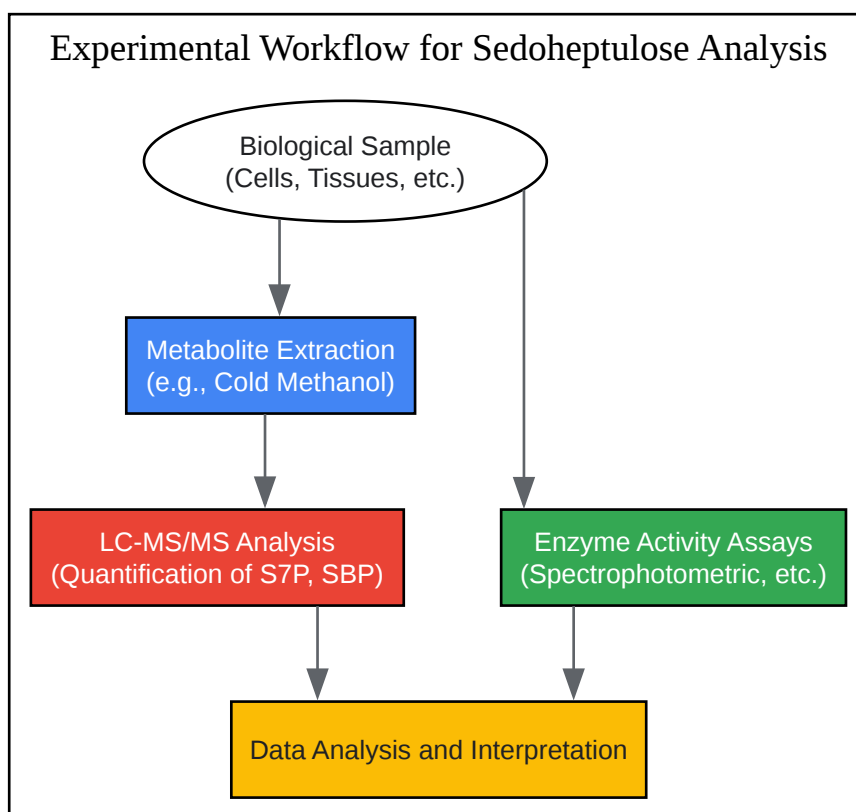 Experimental Workflow for Sedoheptulose Analysis
Biological Sample
(Cells, Tissues, etc.)
Metabolite Extraction
(e.g., Cold Methanol)
LC-MS/MS Analysis
(Quantification of S7P, SBP)
Enzyme Activity Assays
(Spectrophotometric, etc.)
Data Analysis and Interpretation